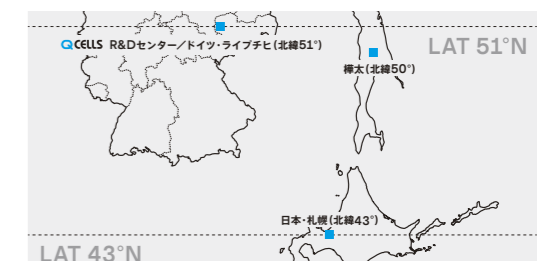 QCELLS R&Dセンター／ドイツ・ライプチヒ（北緯51°）
LAT 51°N
樺太（北緯50°）
日本・札幌（北緯43°）
LAT 43°N